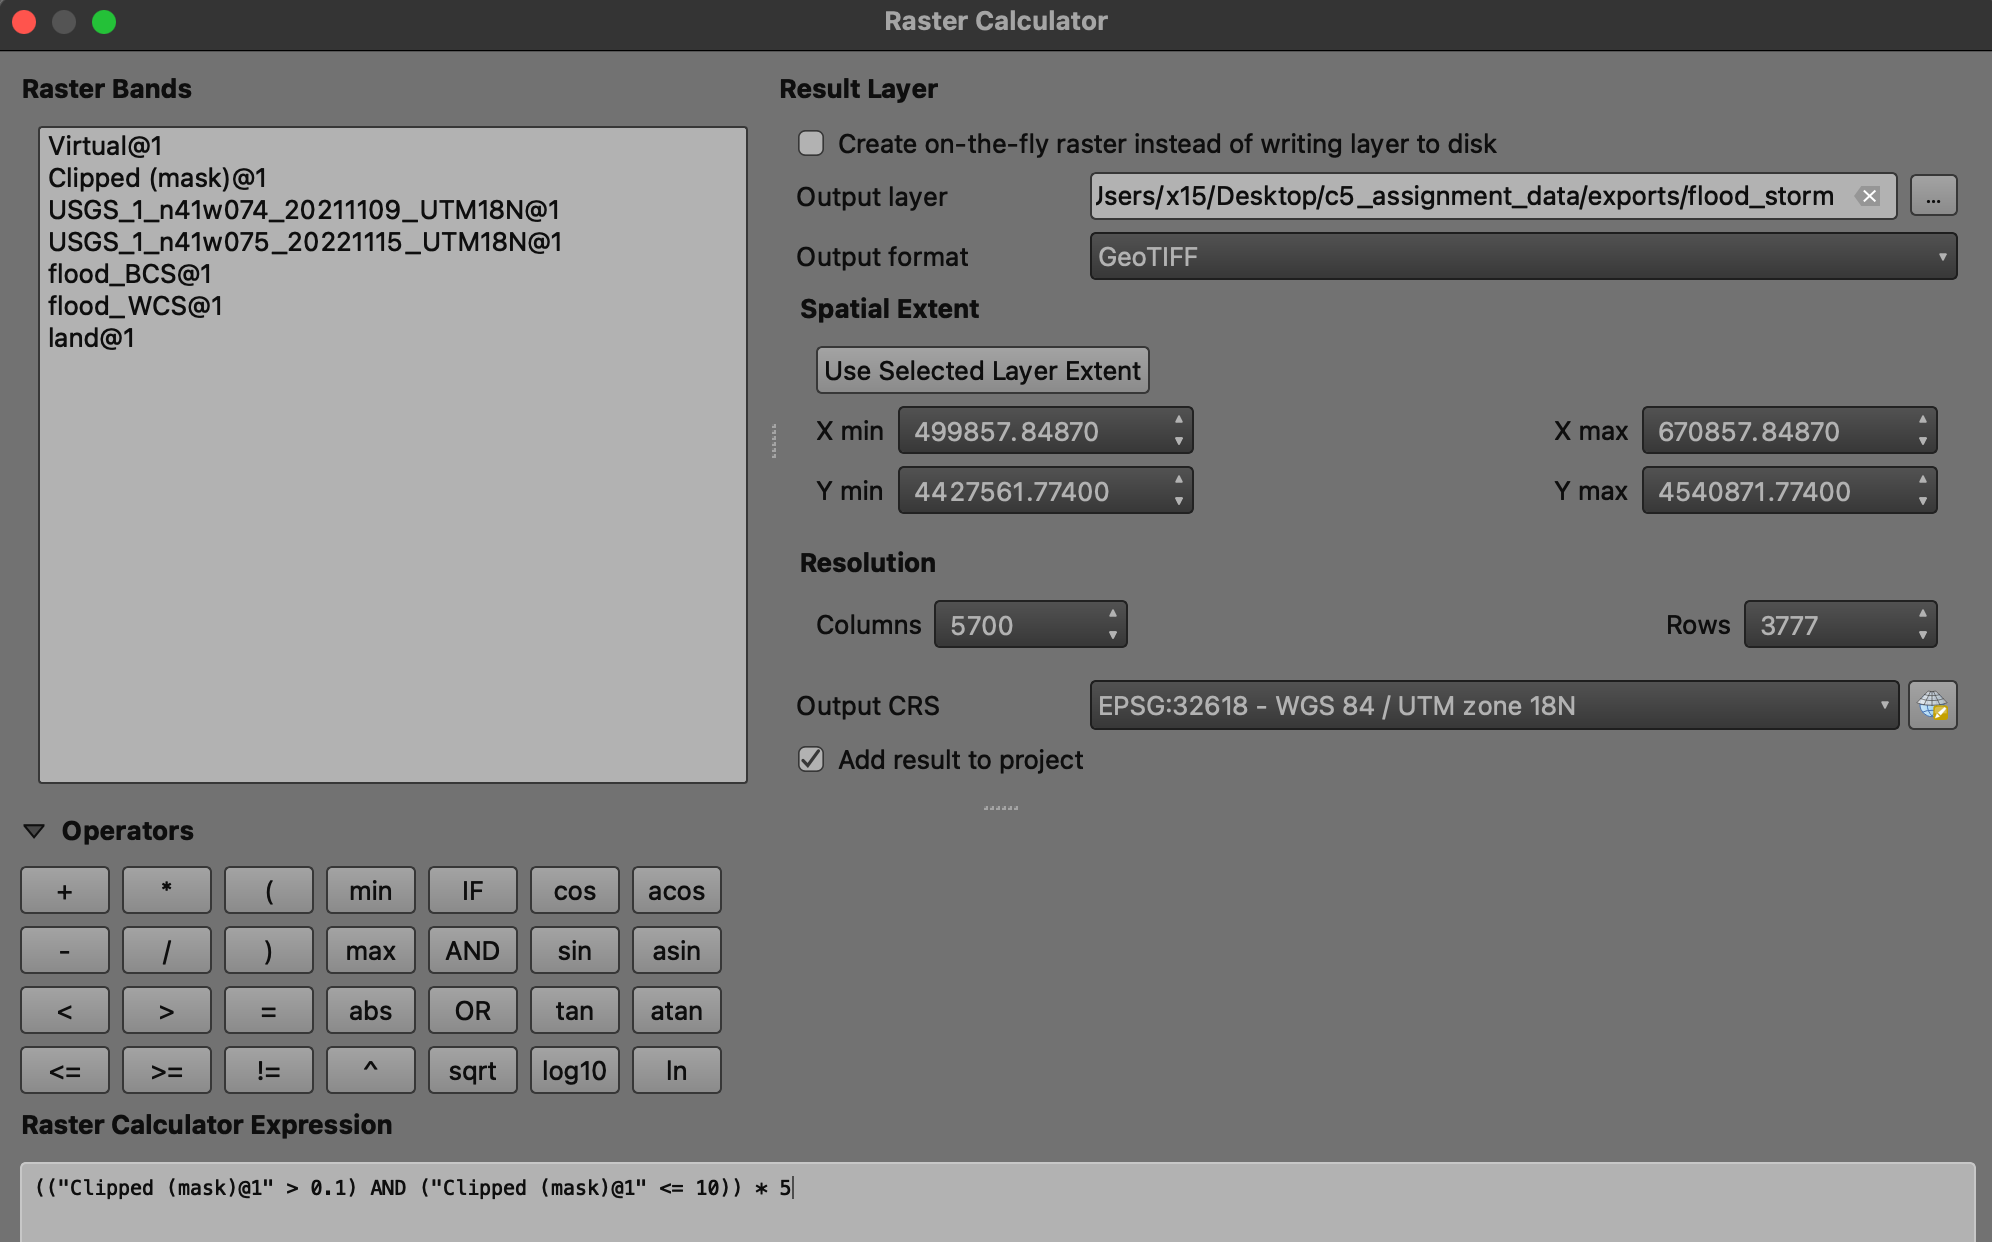 Raster Calculator
Raster Bands
Virtual@1
Clipped (mask)@1
USGS_1_n41w074_20211109_UTM18N@1
USGS_1_n41w075_20221115_UTM18N@1
flood_BCS@1
flood_WCS@1
land@1
Result Layer
Create on-the-fly raster instead of writing layer to disk
Output layer Jsers/x15/Desktop/c5_assignment_data/exports/flood_storm ...
Output format GeoTIFF
Spatial Extent
Use Selected Layer Extent
X min 499857.84870 X max 670857.84870
Y min 4427561.77400 Y max 4540871.77400
Resolution
Columns 5700 Rows 3777
Output CRS EPSG:32618 - WGS 84 / UTM zone 18N
Add result to project
Operators
+ * ( min IF cos acos
- / ) max AND sin asin
< > = abs OR tan atan
<= >= != ^ sqrt log10 ln
Raster Calculator Expression
(("Clipped (mask)@1" > 0.1) AND ("Clipped (mask)@1" <= 10)) * 5